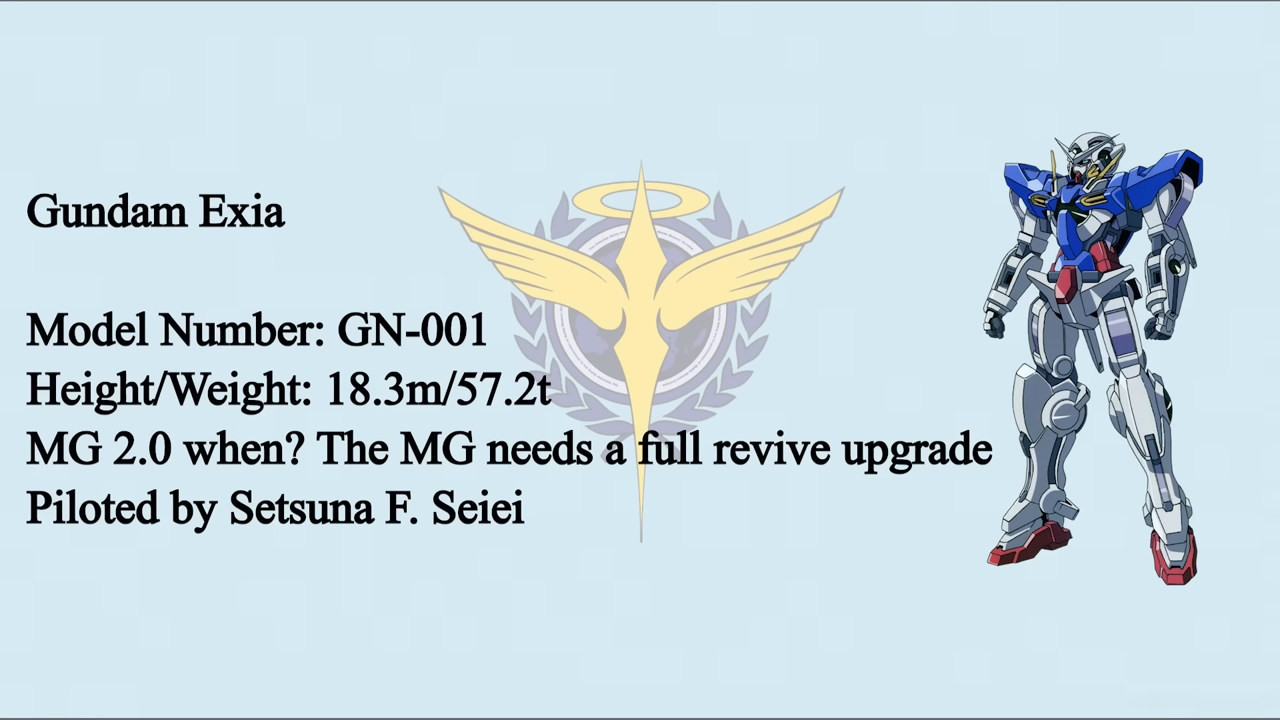 Gundam Exia
Model Number: GN-001
Height/Weight: 18.3m/57.2t
MG 2.0 when? The MG needs a full revive upgrade
Piloted by Setsuna F. Seiei